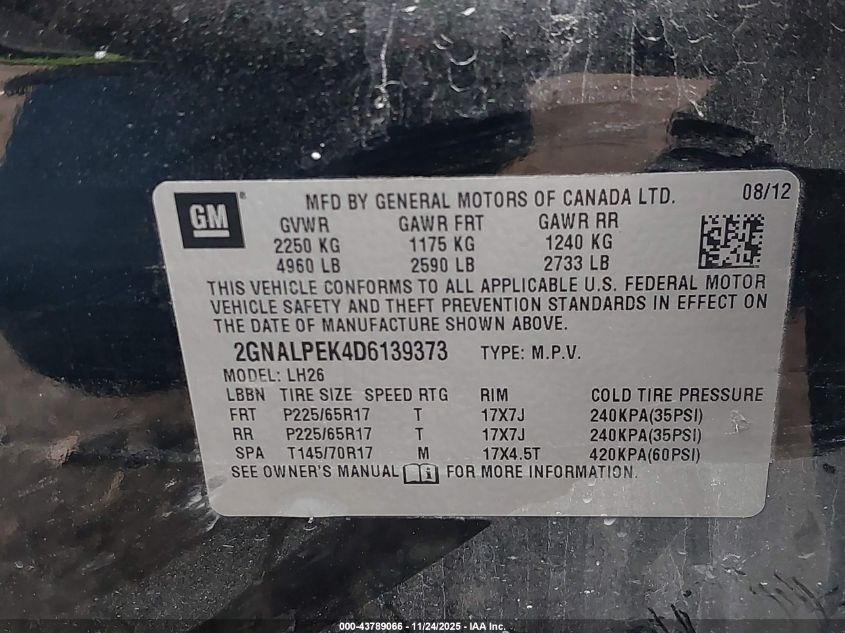 GM®
MFD BY GENERAL MOTORS OF CANADA LTD. 08/12
GVWR GAWR FRT GAWR RR
2250 KG 1175 KG 1240 KG
4960 LB 2590 LB 2733 LB
THIS VEHICLE CONFORMS TO ALL APPLICABLE U.S. FEDERAL MOTOR
VEHICLE SAFETY AND THEFT PREVENTION STANDARDS IN EFFECT ON
THE DATE OF MANUFACTURE SHOWN ABOVE.
2GNALPEK4D6139373 TYPE: M.P.V.
MODEL: LH26
LBBN TIRE SIZE SPEED RTG RIM COLD TIRE PRESSURE
FRT P225/65R17 T 17X7J 240KPA(35PSI)
RR P225/65R17 T 17X7J 240KPA(35PSI)
SPA T145/70R17 M 17X4.5T 420KPA(60PSI)
SEE OWNER'S MANUAL FOR MORE INFORMATION.
000-43789066 - 11/24/2025 - IAA Inc.